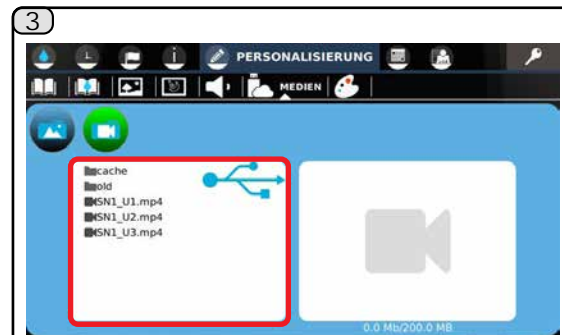 3
PERSONALISIERUNG
MEDIEN
cache
old
SN1_U1.mp4
SN1_U2.mp4
SN1_U3.mp4
0.0 Mb/200.0 MB